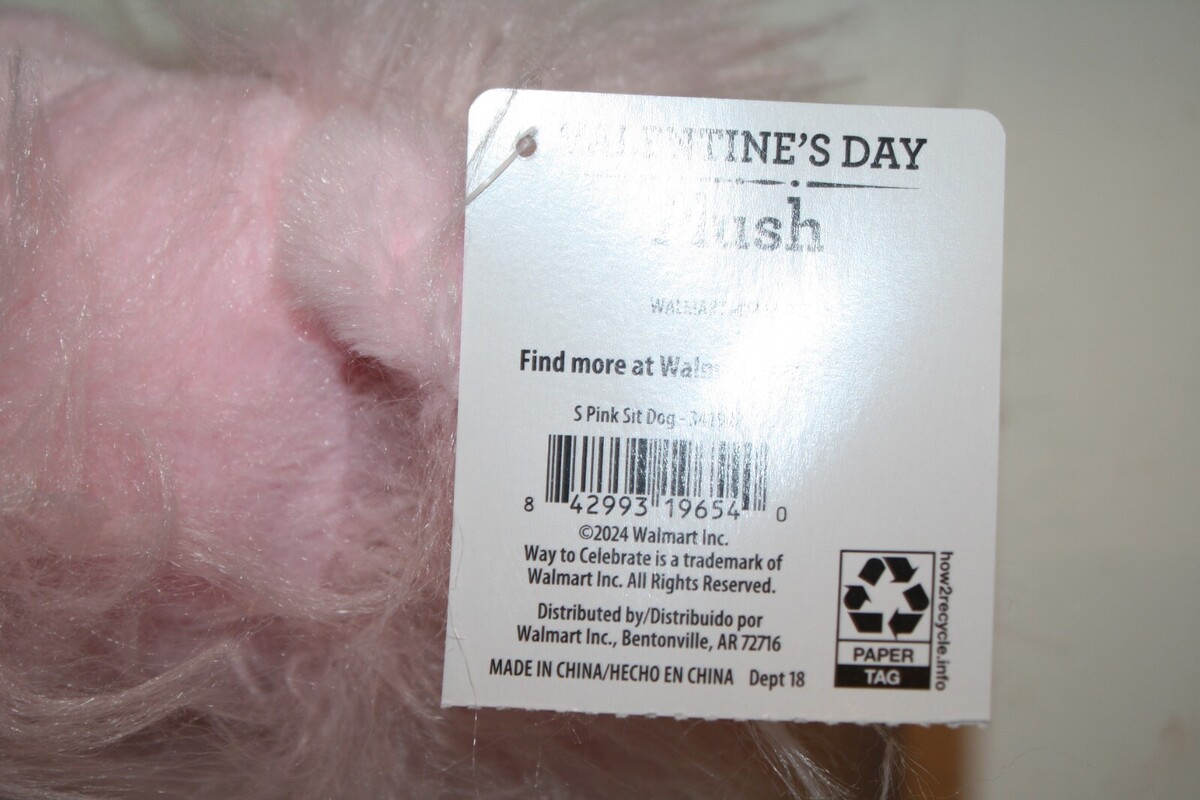 VALENTINE'S DAY
Plush
Find more at
S Pink Sit Dog -
8 42993 19654 0
©2024 Walmart Inc.
Way to Celebrate is a trademark of
Walmart Inc. All Rights Reserved.
Distributed by/Distribuido por
Walmart Inc., Bentonville, AR 72716
MADE IN CHINA/HECHO EN CHINA Dept 18
PAPER
TAG
how2recycle.info